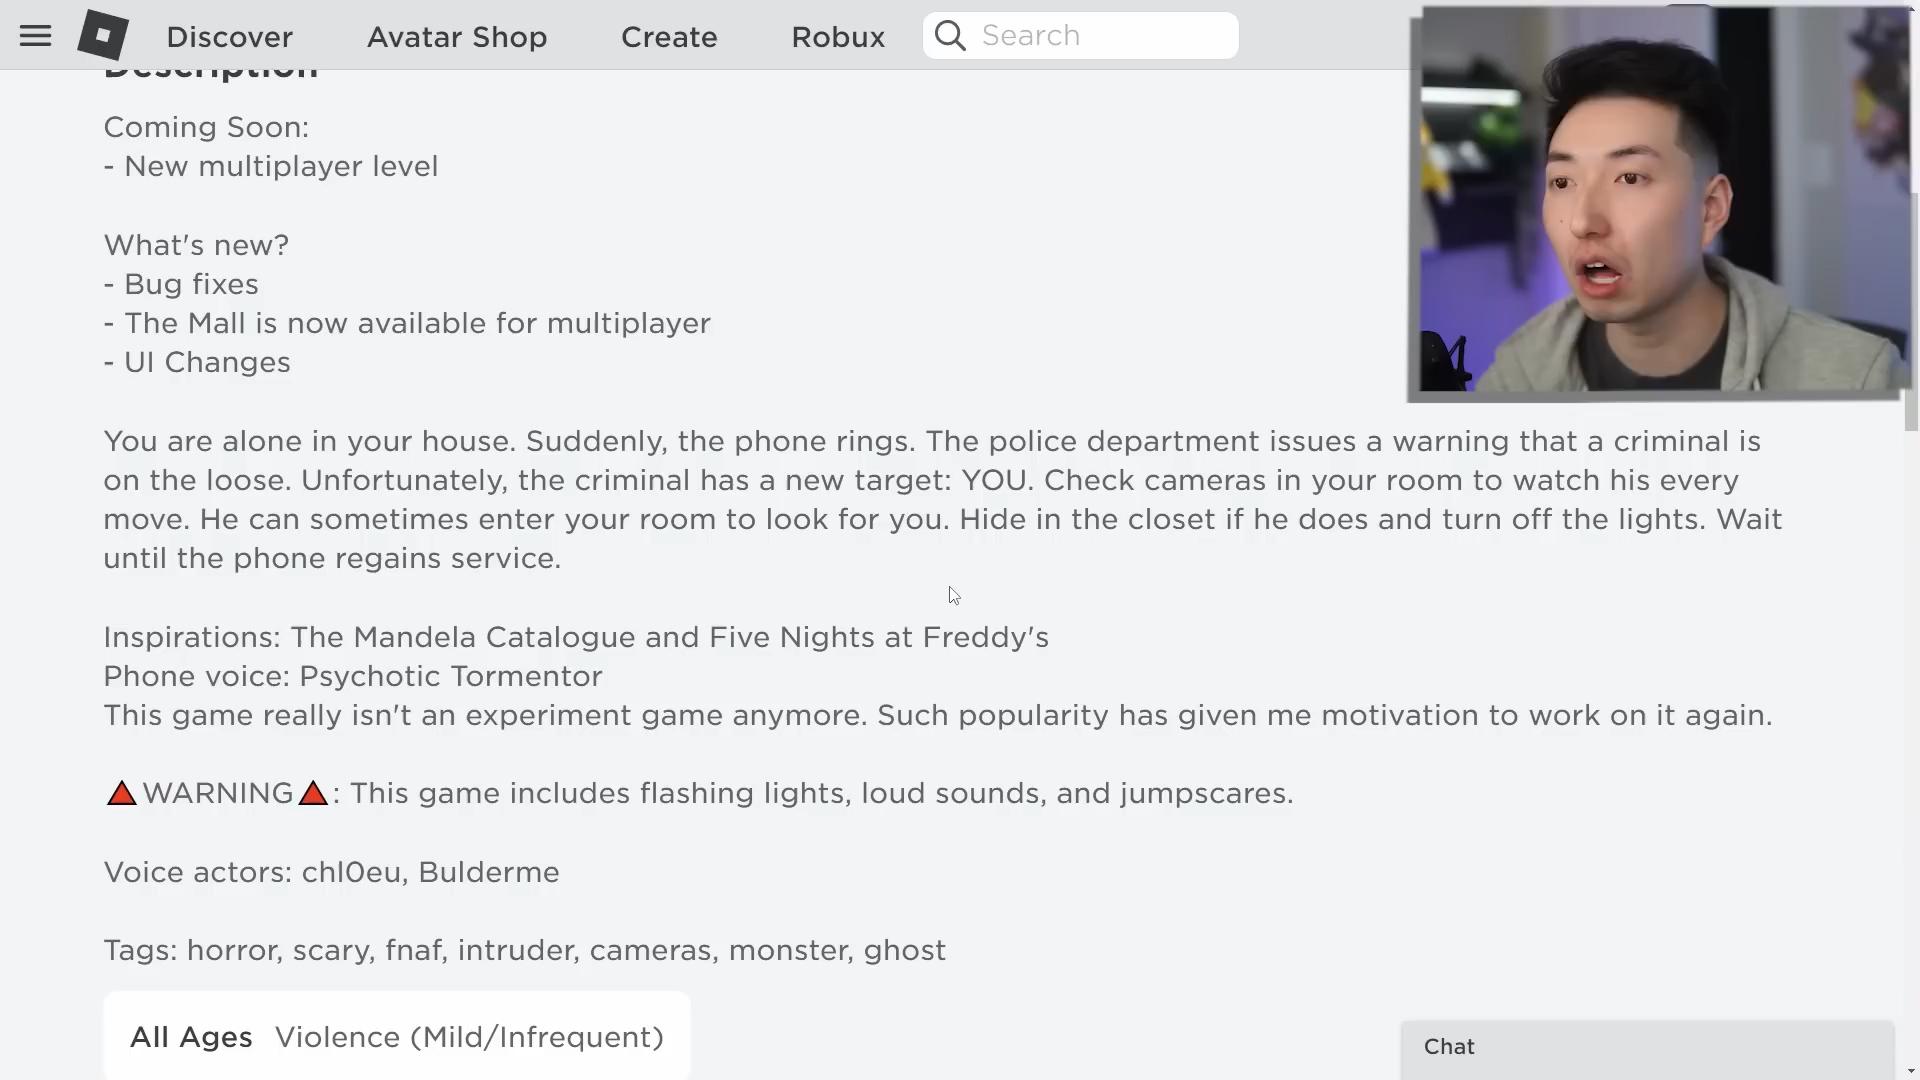 Discover
Avatar Shop
Create
Robux
Search
Description
Coming Soon:
- New multiplayer level
What's new?
- Bug fixes
- The Mall is now available for multiplayer
- UI Changes
You are alone in your house. Suddenly, the phone rings. The police department issues a warning that a criminal is
on the loose. Unfortunately, the criminal has a new target: YOU. Check cameras in your room to watch his every
move. He can sometimes enter your room to look for you. Hide in the closet if he does and turn off the lights. Wait
until the phone regains service.
Inspirations: The Mandela Catalogue and Five Nights at Freddy's
Phone voice: Psychotic Tormentor
This game really isn't an experiment game anymore. Such popularity has given me motivation to work on it again.
🔺WARNING🔺: This game includes flashing lights, loud sounds, and jumpscares.
Voice actors: chl0eu, Bulderme
Tags: horror, scary, fnaf, intruder, cameras, monster, ghost
All Ages Violence (Mild/Infrequent)
Chat